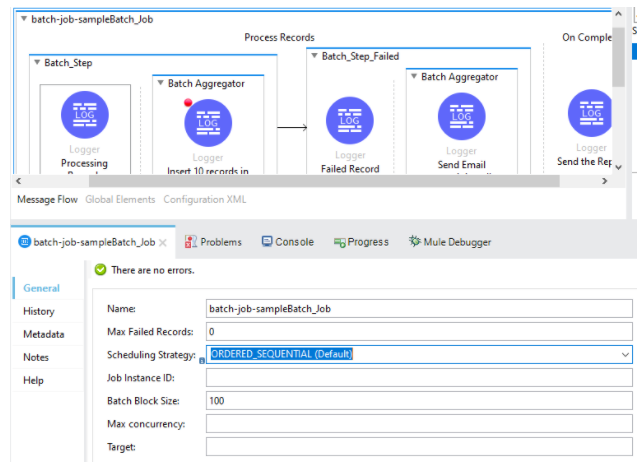 batch-job-sampleBatch_Job
Process Records
On Comple
S
Batch_Step
Batch_Step_Failed
Batch Aggregator
Batch Aggregator
LOG
LOG
LOG
LOG
LOG
Logger
Logger
Logger
Logger
Logger
Processing
Insert 10 records in
Failed Record
Send Email
Send the Rep
Message Flow Global Elements Configuration XML
batch-job-sampleBatch_Job Problems Console Progress Mule Debugger
There are no errors.
General
History
Metadata
Notes
Help
Name: batch-job-sampleBatch_Job
Max Failed Records: 0
Scheduling Strategy: ORDERED_SEQUENTIAL (Default)
Job Instance ID:
Batch Block Size: 100
Max concurrency:
Target: